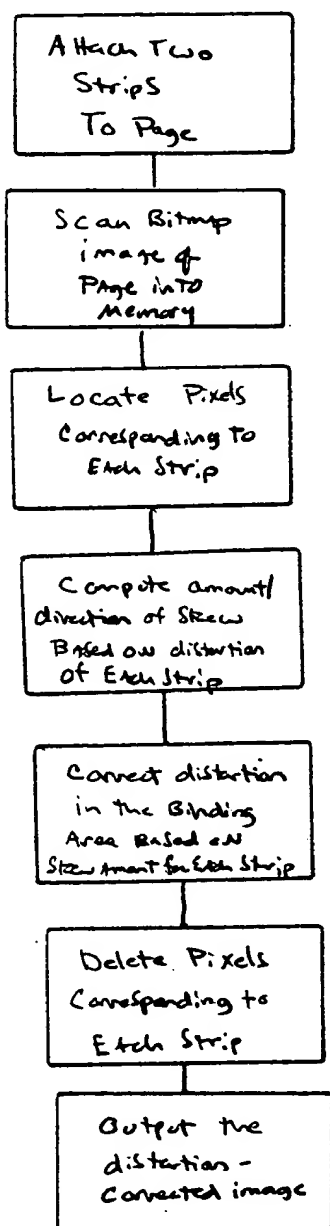 Attach Two
Strips
To Page
Scan Bitmap
image of
Page into
Memory
Locate Pixels
Corresponding To
Each Strip
Compute amount/
direction of Skew
Based on distortion
of Each Strip
Correct distortion
in the Binding
Area Based on
Skew Amount for Each Strip
Delete Pixels
Corresponding to
Each Strip
Output the
distortion-
Corrected image